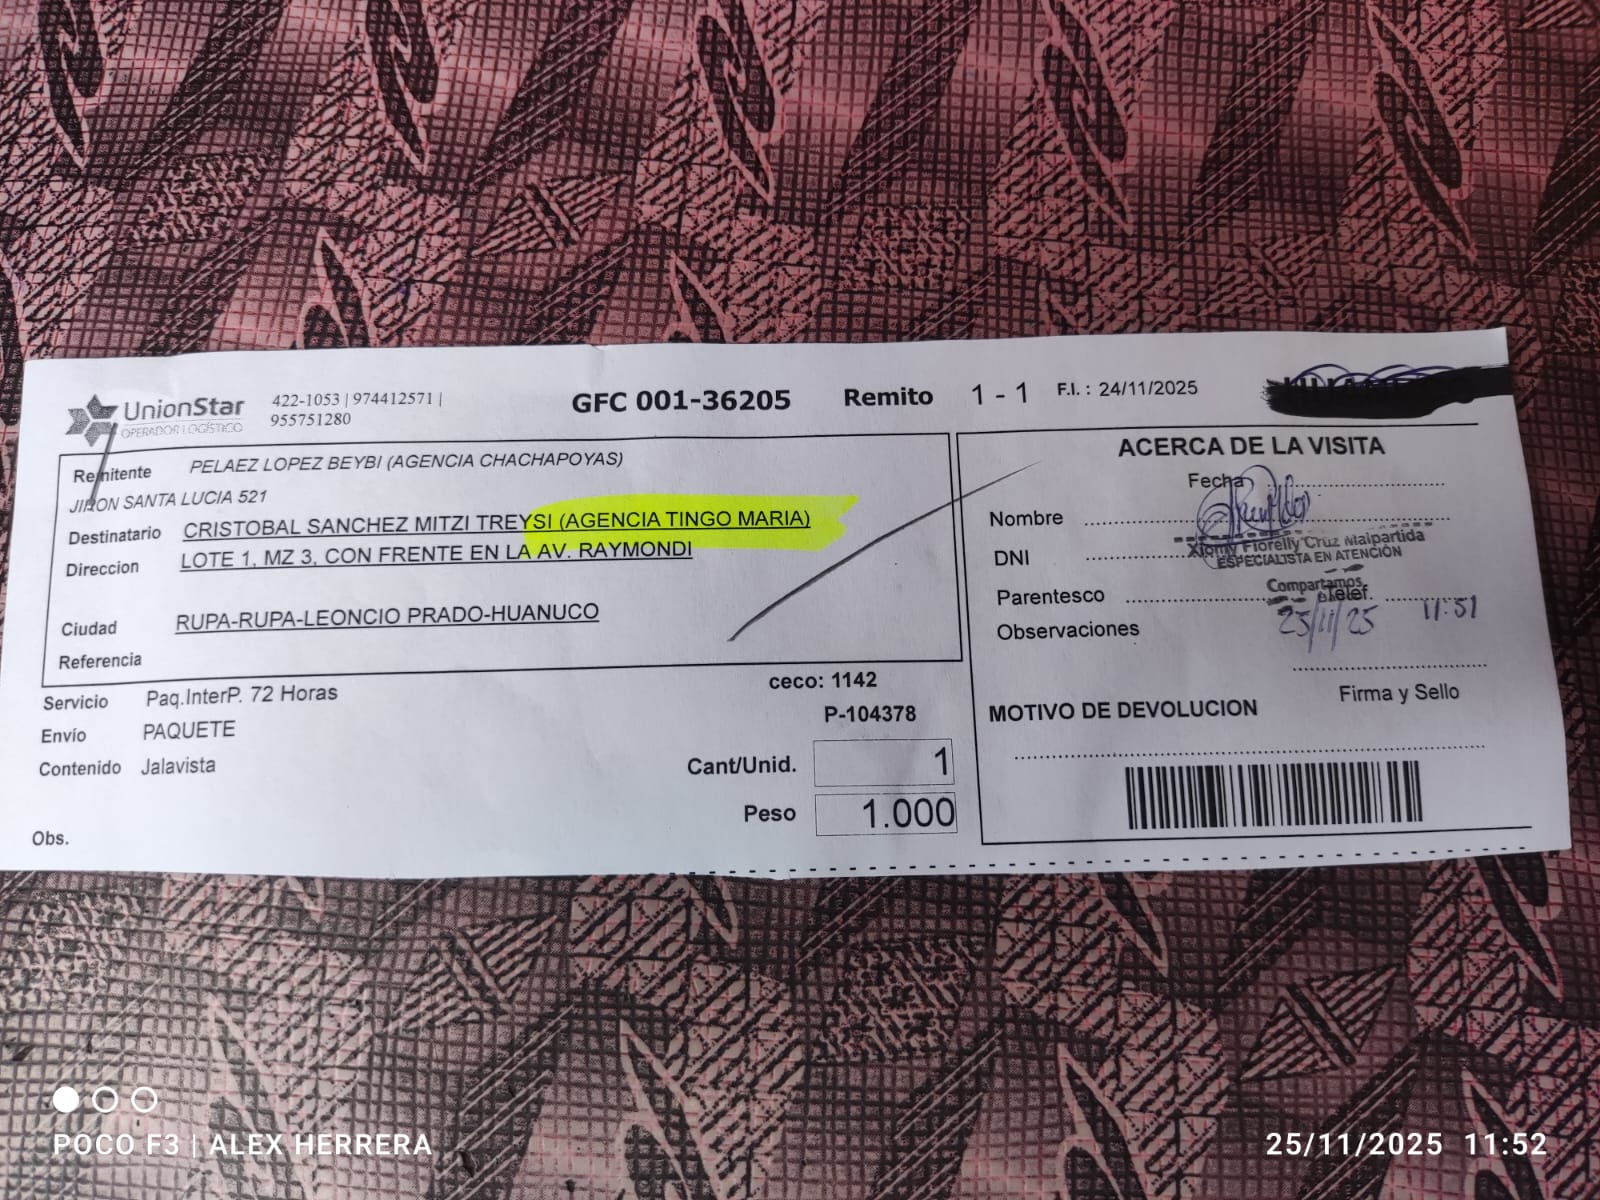 UnionStar
OPERADOR LOGÍSTICO
422-1053 | 974412571 |
955751280
GFC 001-36205
Remito 1 - 1
F.I. : 24/11/2025
Remitente PELAEZ LOPEZ BEYBI (AGENCIA CHACHAPOYAS)
JIRON SANTA LUCIA 521
Destinatario CRISTOBAL SANCHEZ MITZI TREYSI (AGENCIA TINGO MARIA)
Direccion LOTE 1, MZ 3, CON FRENTE EN LA AV. RAYMONDI
Ciudad RUPA-RUPA-LEONCIO PRADO-HUANUCO
Referencia
Servicio Paq.InterP. 72 Horas
Envío PAQUETE
Contenido Jalavista
Obs.
ceco: 1142
P-104378
Cant/Unid. 1
Peso 1.000
ACERCA DE LA VISITA
Fecha
Nombre
DNI
Xiomy Fiorelly Cruz Malpartida
ESPECIALISTA EN ATENCIÓN
Parentesco
Compartamos
Telef.
Observaciones
25/11/25 11:51
Firma y Sello
MOTIVO DE DEVOLUCION
POCO F3 | ALEX HERRERA
25/11/2025 11:52